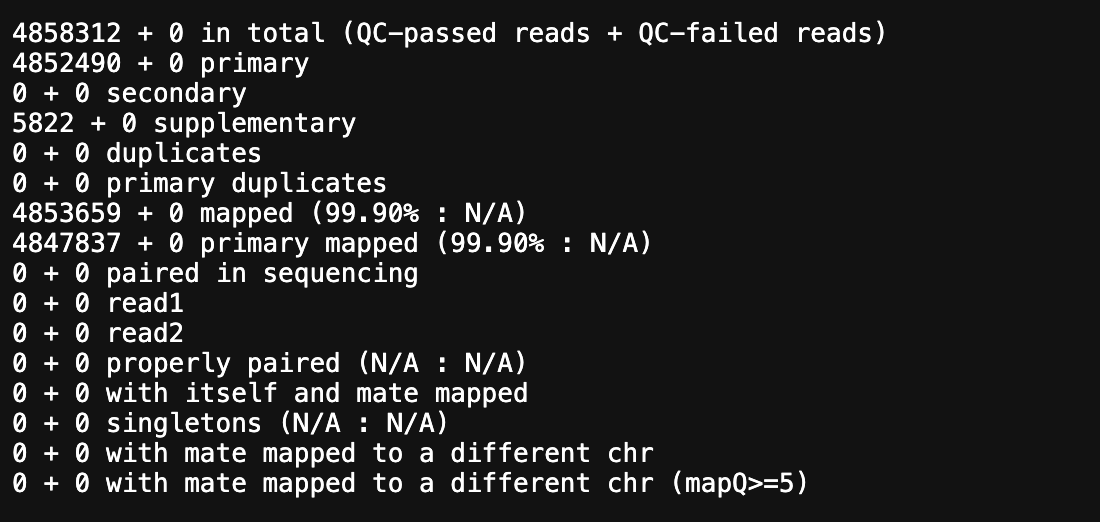 4858312 + 0 in total (QC-passed reads + QC-failed reads)
4852490 + 0 primary
0 + 0 secondary
5822 + 0 supplementary
0 + 0 duplicates
0 + 0 primary duplicates
4853659 + 0 mapped (99.90% : N/A)
4847837 + 0 primary mapped (99.90% : N/A)
0 + 0 paired in sequencing
0 + 0 read1
0 + 0 read2
0 + 0 properly paired (N/A : N/A)
0 + 0 with itself and mate mapped
0 + 0 singletons (N/A : N/A)
0 + 0 with mate mapped to a different chr
0 + 0 with mate mapped to a different chr (mapQ>=5)